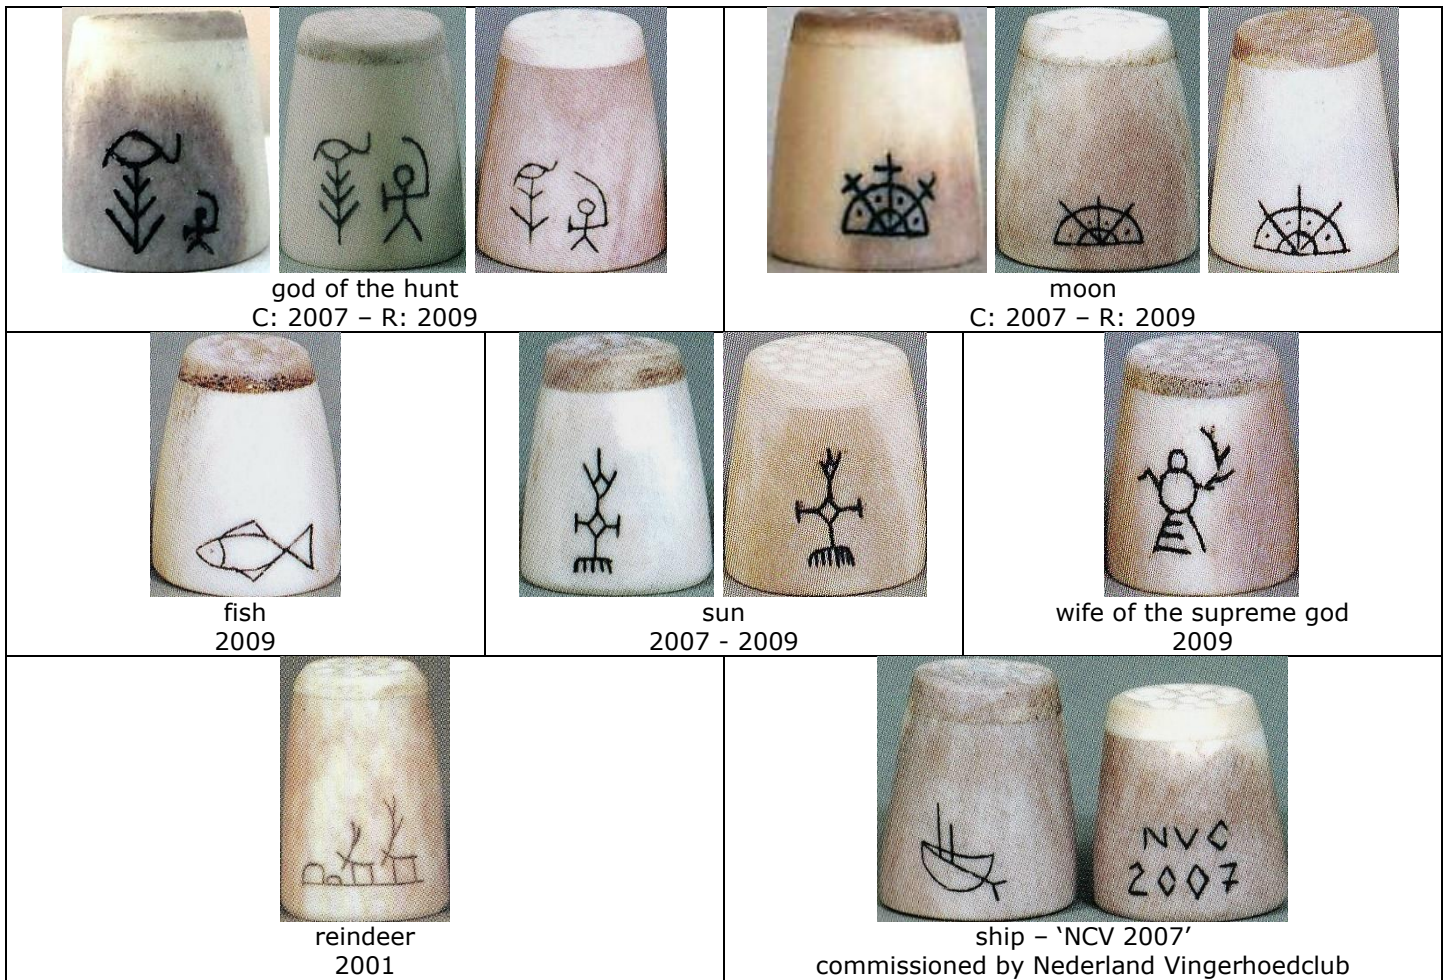 god of the hunt
C: 2007 – R: 2009
moon
C: 2007 – R: 2009
fish
2009
sun
2007 - 2009
wife of the supreme god
2009
reindeer
2001
NVC
2007
ship – ‘NCV 2007’
commissioned by Nederland Vingerhoedclub